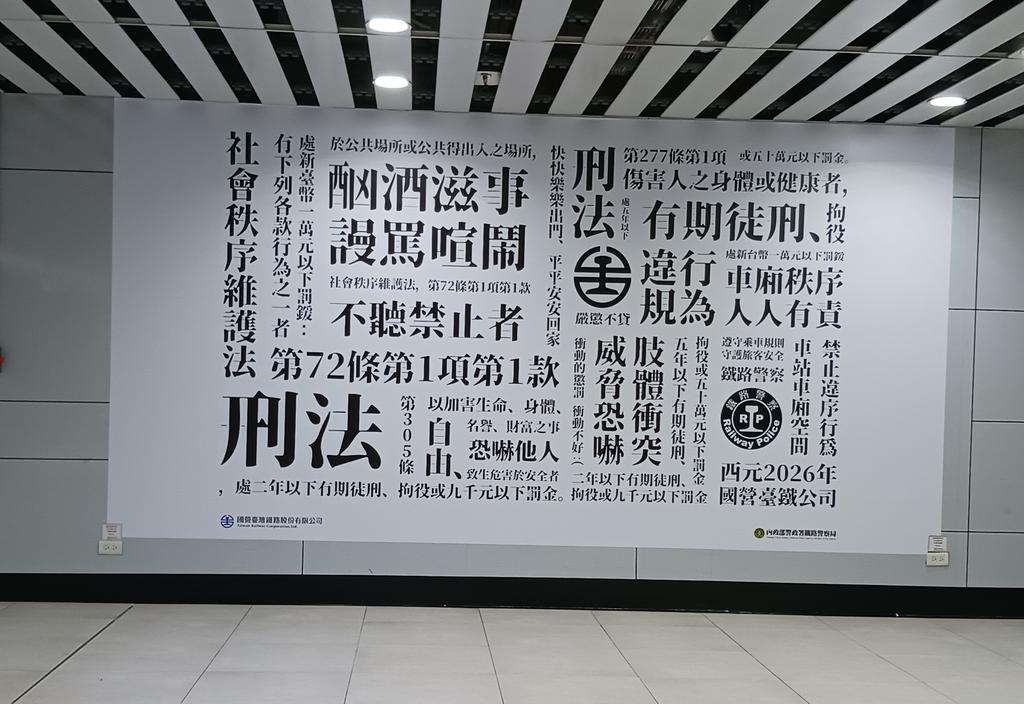 社會秩序維護法
有下列各款行為之一者
處新臺幣一萬元以下罰鍰：
於公共場所或公共得出入之場所，
酗酒滋事
謾罵喧鬧
社會秩序維護法，第72條第1項第1款
不聽禁止者
第72條第1項第1款
快快樂樂出門、平平安安回家
刑法
第305條
以加害生命、身體、
自由、
名譽、財富之事
恐嚇他人
致生危害於安全者
，處二年以下有期徒刑、拘役或九千元以下罰金。
刑法
處五年以下
第277條第1項 或五十萬元以下罰金。
傷害人之身體或健康者，
有期徒刑、
拘役
嚴懲不貸
違規
行為
處新台幣一萬元以下罰鍰
車廂秩序
人人有責
衝動的懲罰 衝動不好:(
威脅恐嚇
肢體衝突
五年以下有期徒刑、
拘役或五十萬元以下罰金
二年以下有期徒刑、
拘役或九千元以下罰金
遵守乘車規則
守護旅客安全
鐵路警察
鐵路警察
RP
Railway Police
車站車廂空間
禁止違序行為
西元2026年
國營臺鐵公司
國營臺灣鐵路股份有限公司
Taiwan Railway Corporation, Ltd.
內政部警政署鐵路警察局